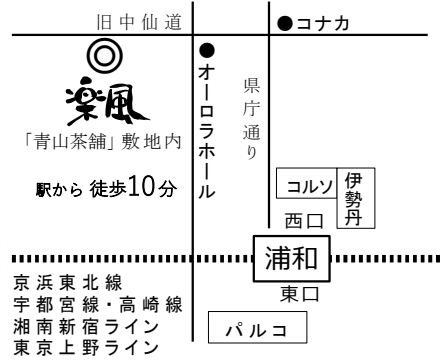 旧中仙道
●コナカ
◎
楽風
「青山茶舗」敷地内
駅から 徒歩10分
●オーロラホール
県庁通り
コルソ
伊勢丹
西口
浦和
東口
パルコ
京浜東北線
宇都宮線・高崎線
湘南新宿ライン
東京上野ライン